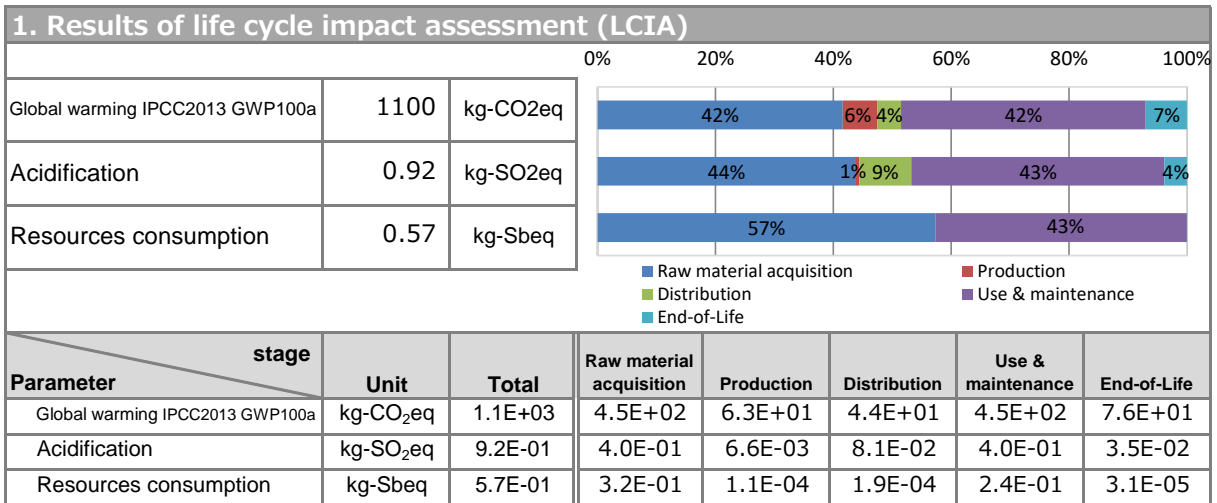 1. Results of life cycle impact assessment (LCIA)
0% 20% 40% 60% 80% 100%
Global warming IPCC2013 GWP100a 1100 kg-CO2eq 42% 6% 4% 42% 7%
Acidification 0.92 kg-SO2eq 44% 1% 9% 43% 4%
Resources consumption 0.57 kg-Sbeq 57% 43%
Raw material acquisition Production
Distribution Use & maintenance
End-of-Life
stage
Parameter Unit Total Raw material acquisition Production Distribution Use & maintenance End-of-Life
Global warming IPCC2013 GWP100a kg-CO₂eq 1.1E+03 4.5E+02 6.3E+01 4.4E+01 4.5E+02 7.6E+01
Acidification kg-SO₂eq 9.2E-01 4.0E-01 6.6E-03 8.1E-02 4.0E-01 3.5E-02
Resources consumption kg-Sbeq 5.7E-01 3.2E-01 1.1E-04 1.9E-04 2.4E-01 3.1E-05